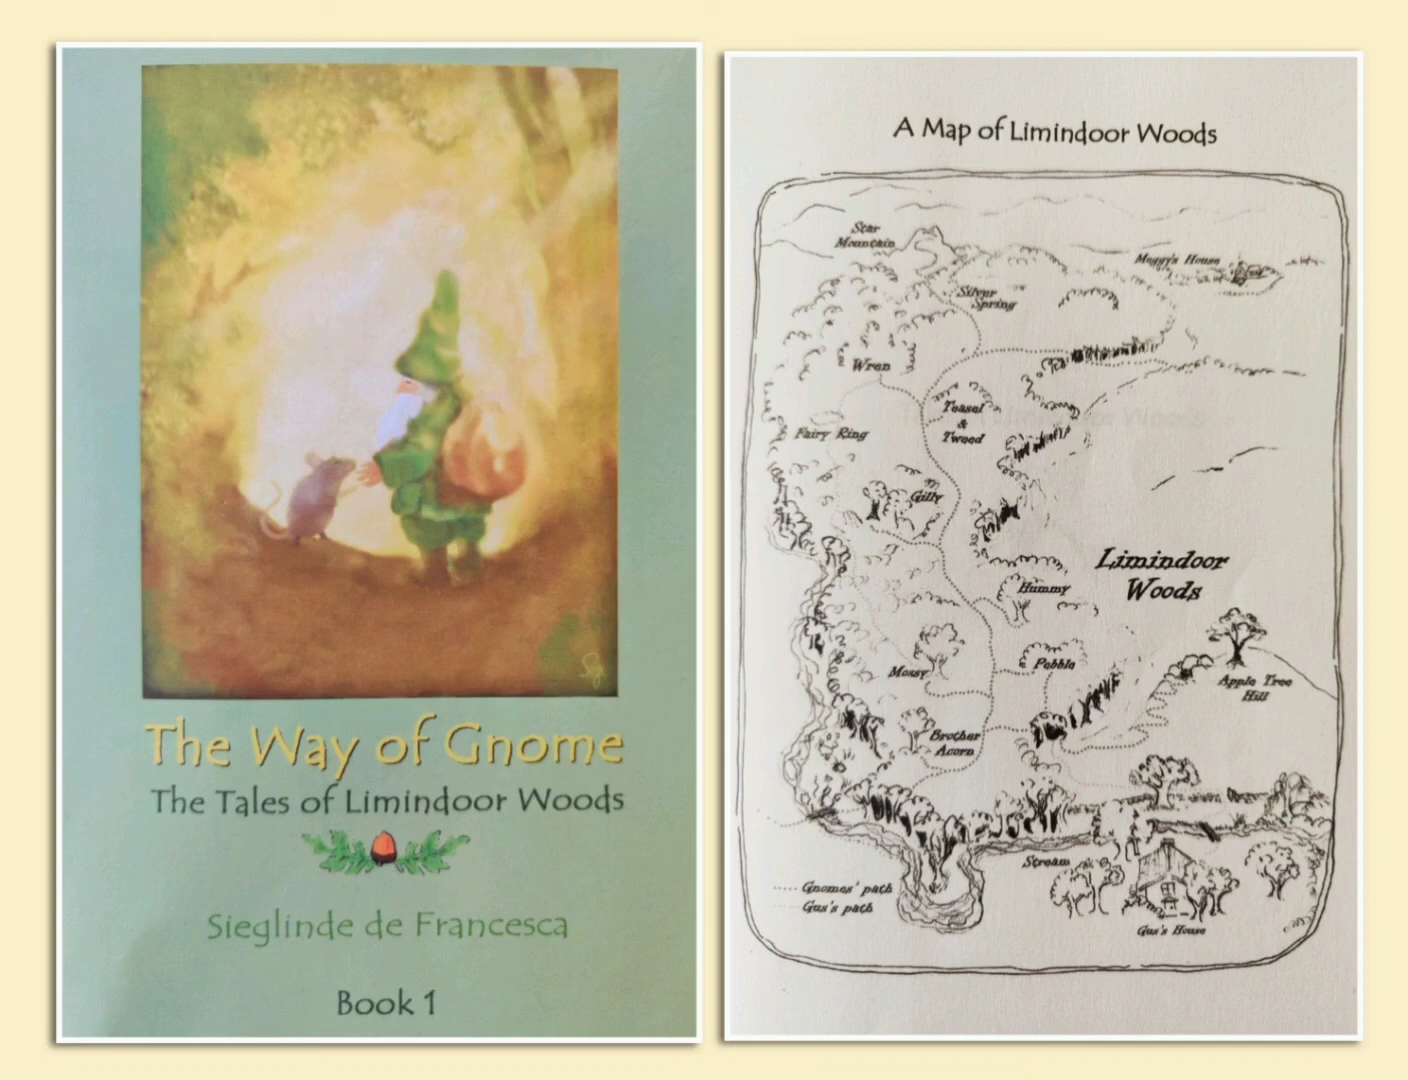 The Way of Gnome
The Tales of Limindoor Woods
Sieglinde de Francesca
Book 1
A Map of Limindoor Woods
Star
Mountain
Moggy's House
Silver
Spring
Wren
Teasel
&
Tweed
Fairy Ring
Gilly
Limindoor
Woods
Hummy
Mossy
Pebble
Apple Tree
Hill
Brother
Acorn
Stream
Gnomes' path
Gus's path
Gus's House